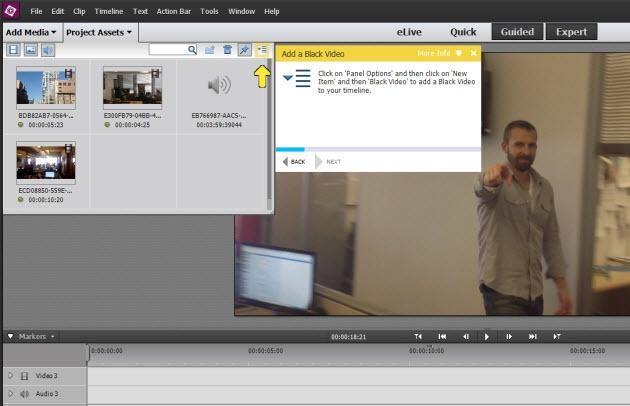 File Edit Clip Timeline Text Action Bar Tools Window Help
Add Media Project Assets eLive Quick Guided Expert
Add a Black Video More Info
Click on 'Panel Options' and then click on 'New
Item' and then 'Black Video' to add a Black Video
to your timeline.
BDB82AB7-0564-... E300FB79-04BB-4... EB766987-AACS-...
00:00:05:23 00:00:04:25 00:03:59:39044
BACK NEXT
ECD08850-559E-...
00:00:10:20
Markers 00:00:18:21
0:00:00:00 00:00:05:00 00:00:10:00 00:00:15:00
Video 3
Audio 3